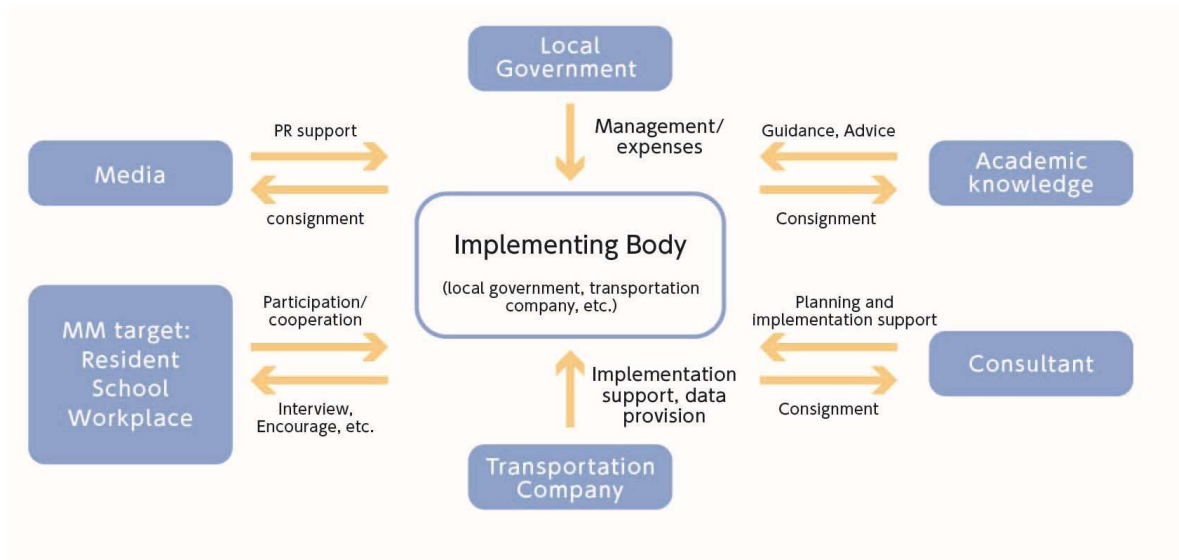 Local
Government
PR support
Management/
expenses
Guidance, Advice
Media
Academic
knowledge
consignment
Consignment
Implementing Body
(local government, transportation
company, etc.)
Participation/
cooperation
Planning and
implementation support
MM target:
Resident
School
Workplace
Consultant
Interview,
Encourage, etc.
Implementation
support, data
provision
Consignment
Transportation
Company